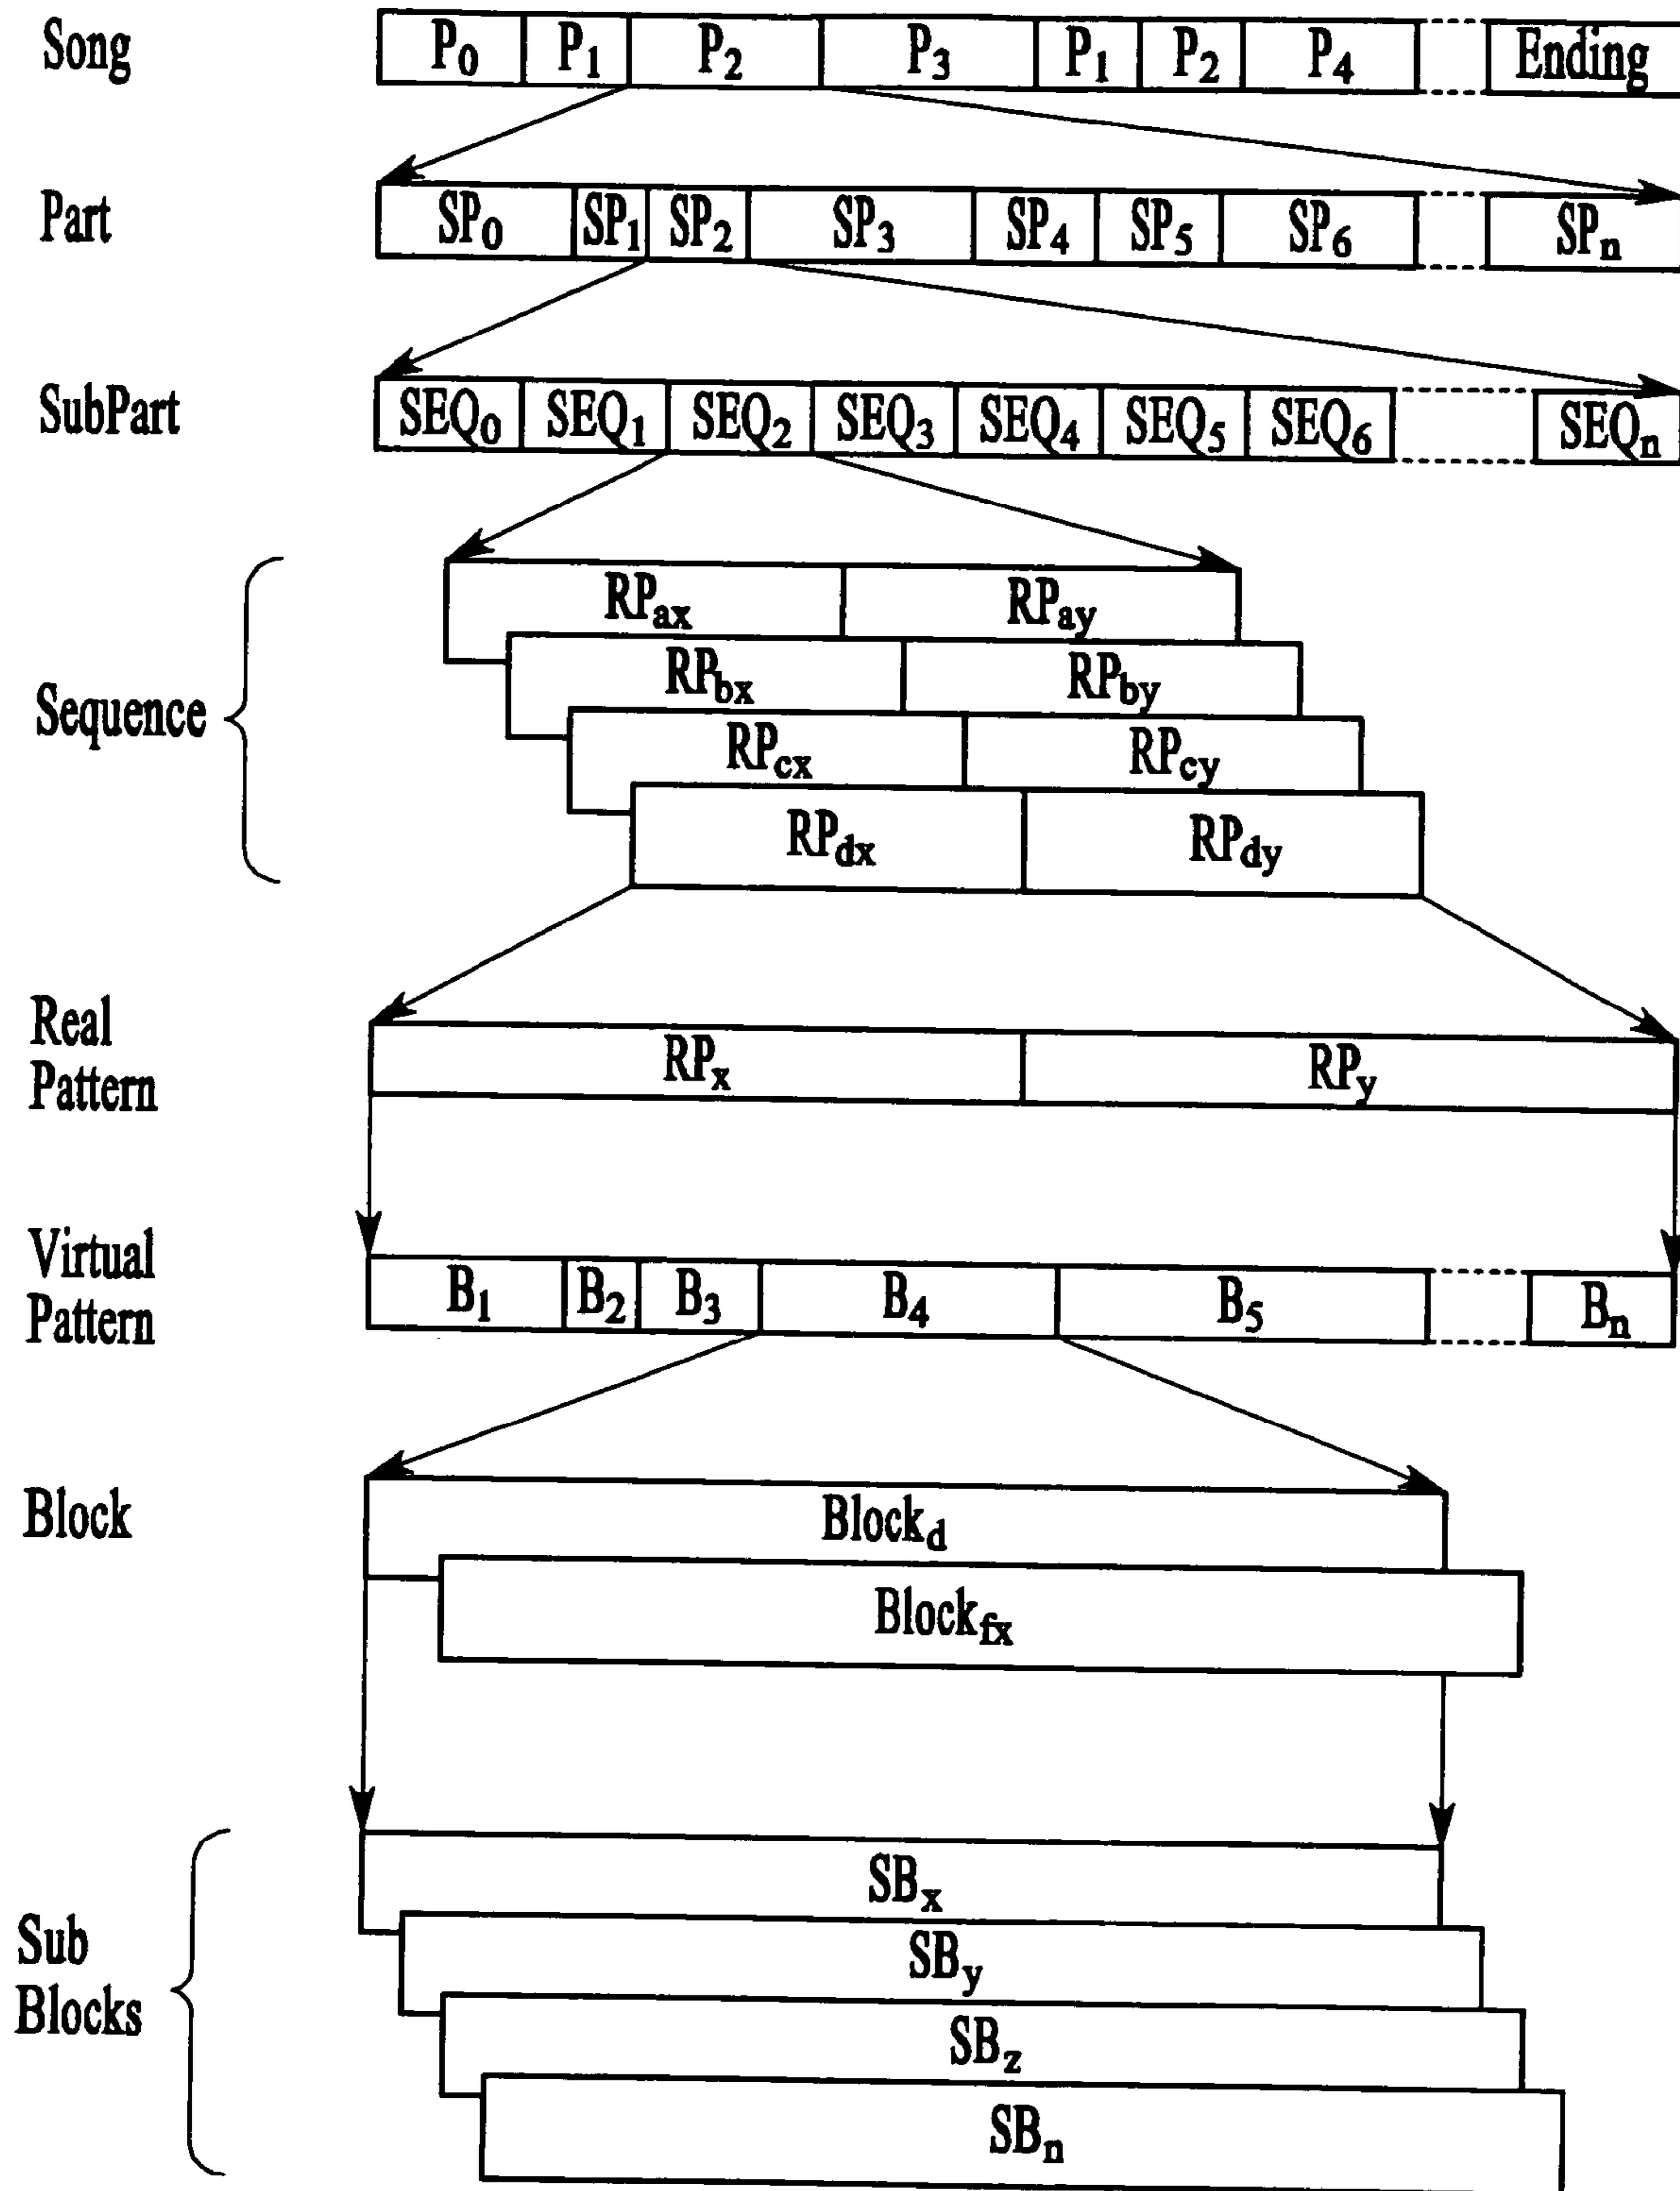 Song P₀ P₁ P₂ P₃ P₁ P₂ P₄ Ending
Part SP₀ SP₁ SP₂ SP₃ SP₄ SP₅ SP₆ SPₙ
SubPart SEQ₀ SEQ₁ SEQ₂ SEQ₃ SEQ₄ SEQ₅ SEQ₆ SEQₙ
Sequence
RPax RPay
RPbx RPby
RPcx RPcy
RPdx RPdy
Real
Pattern
RPx RPy
Virtual
Pattern
B₁ B₂ B₃ B₄ B₅ Bₙ
Block
Blockd
Blockfx
Sub
Blocks
SBx
SBy
SBz
SBn